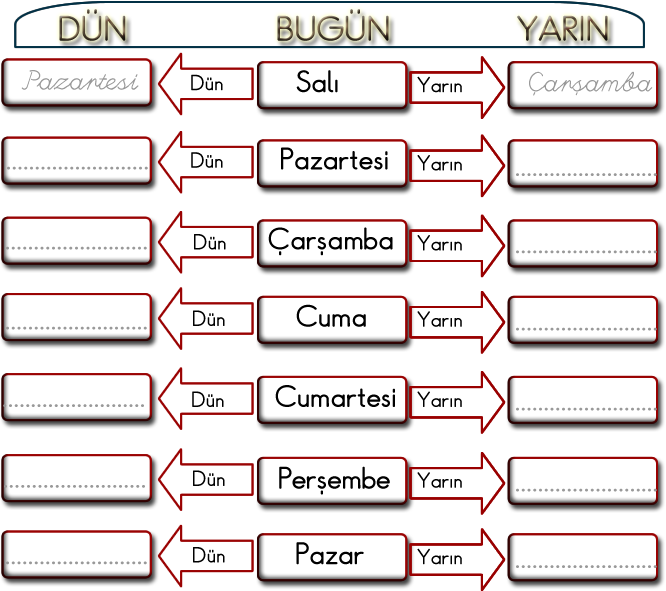 DÜN BUGÜN YARIN
Pazartesi Dün Salı Yarın Çarşamba
Dün Pazartesi Yarın
Dün Çarşamba Yarın
Dün Cuma Yarın
Dün Cumartesi Yarın
Dün Perşembe Yarın
Dün Pazar Yarın